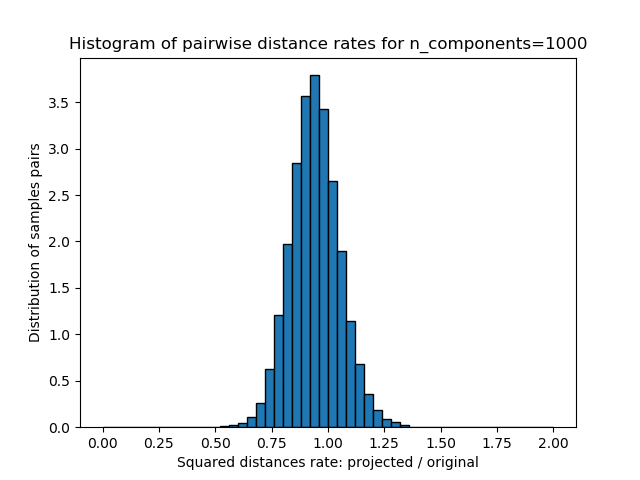 Histogram of pairwise distance rates for n_components=1000
Distribution of samples pairs
3.5
3.0
2.5
2.0
1.5
1.0
0.5
0.0
0.00 0.25 0.50 0.75 1.00 1.25 1.50 1.75 2.00
Squared distances rate: projected / original